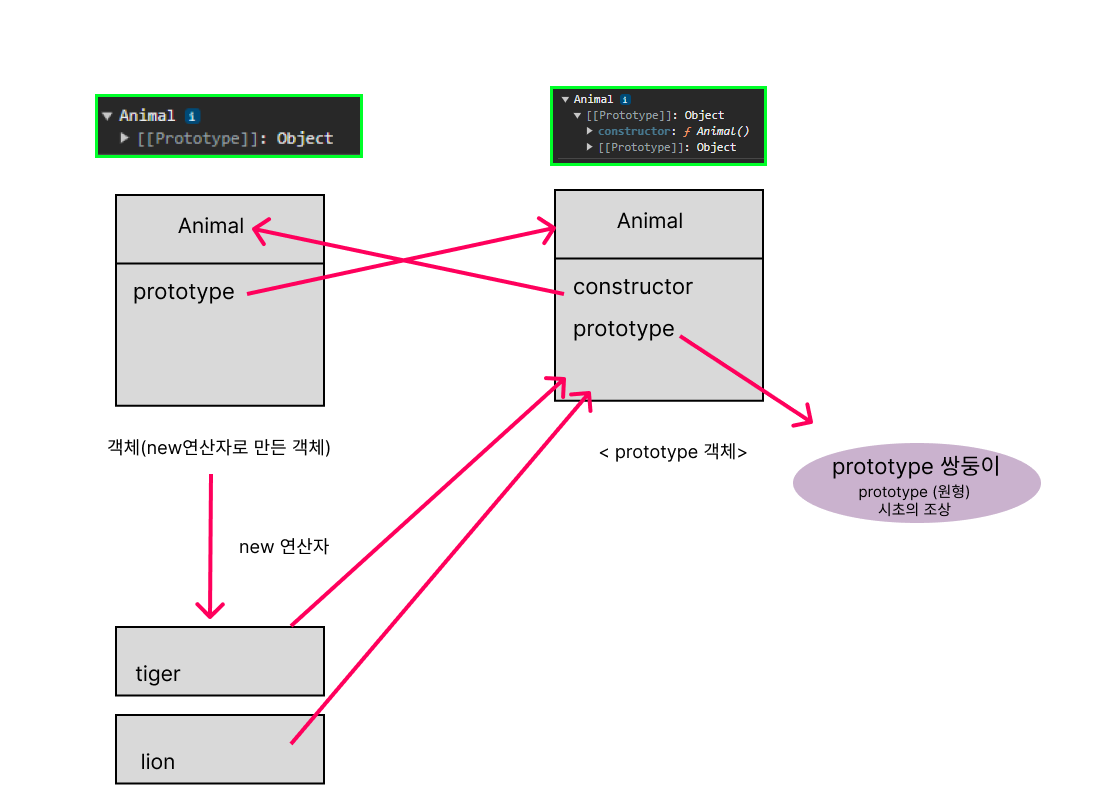 Animal i
[[Prototype]]: Object
Animal i
[[Prototype]]: Object
constructor: ƒ Animal()
[[Prototype]]: Object
Animal
prototype
Animal
constructor
prototype
객체(new연산자로 만든 객체)
< prototype 객체>
prototype 쌍둥이
prototype (원형)
시초의 조상
new 연산자
tiger
lion